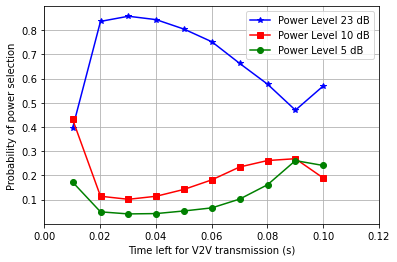 Power Level 23 dB
Power Level 10 dB
Power Level 5 dB
Probability of power selection
0.8
0.7
0.6
0.5
0.4
0.3
0.2
0.1
0.00 0.02 0.04 0.06 0.08 0.10 0.12
Time left for V2V transmission (s)